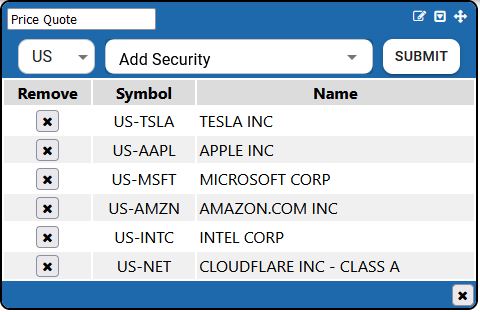 Price Quote
US Add Security SUBMIT
Remove Symbol Name
US-TSLA TESLA INC
US-AAPL APPLE INC
US-MSFT MICROSOFT CORP
US-AMZN AMAZON.COM INC
US-INTC INTEL CORP
US-NET CLOUDFLARE INC - CLASS A